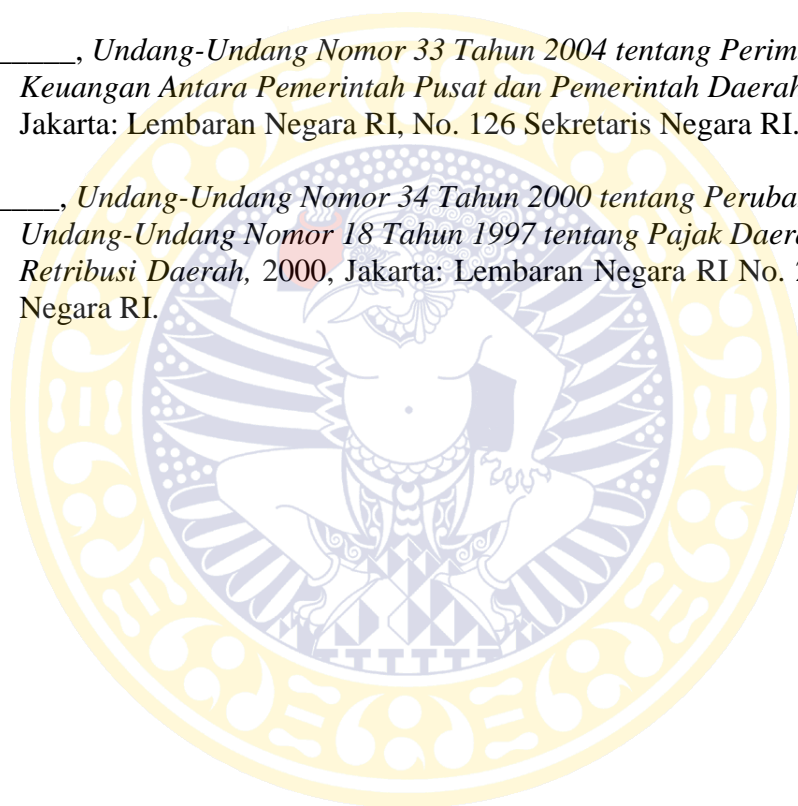 _____, Undang-Undang Nomor 33 Tahun 2004 tentang Perim
Keuangan Antara Pemerintah Pusat dan Pemerintah Daerah
Jakarta: Lembaran Negara RI, No. 126 Sekretaris Negara RI.
____, Undang-Undang Nomor 34 Tahun 2000 tentang Peruba
Undang-Undang Nomor 18 Tahun 1997 tentang Pajak Daera
Retribusi Daerah, 2000, Jakarta: Lembaran Negara RI No.
Negara RI.